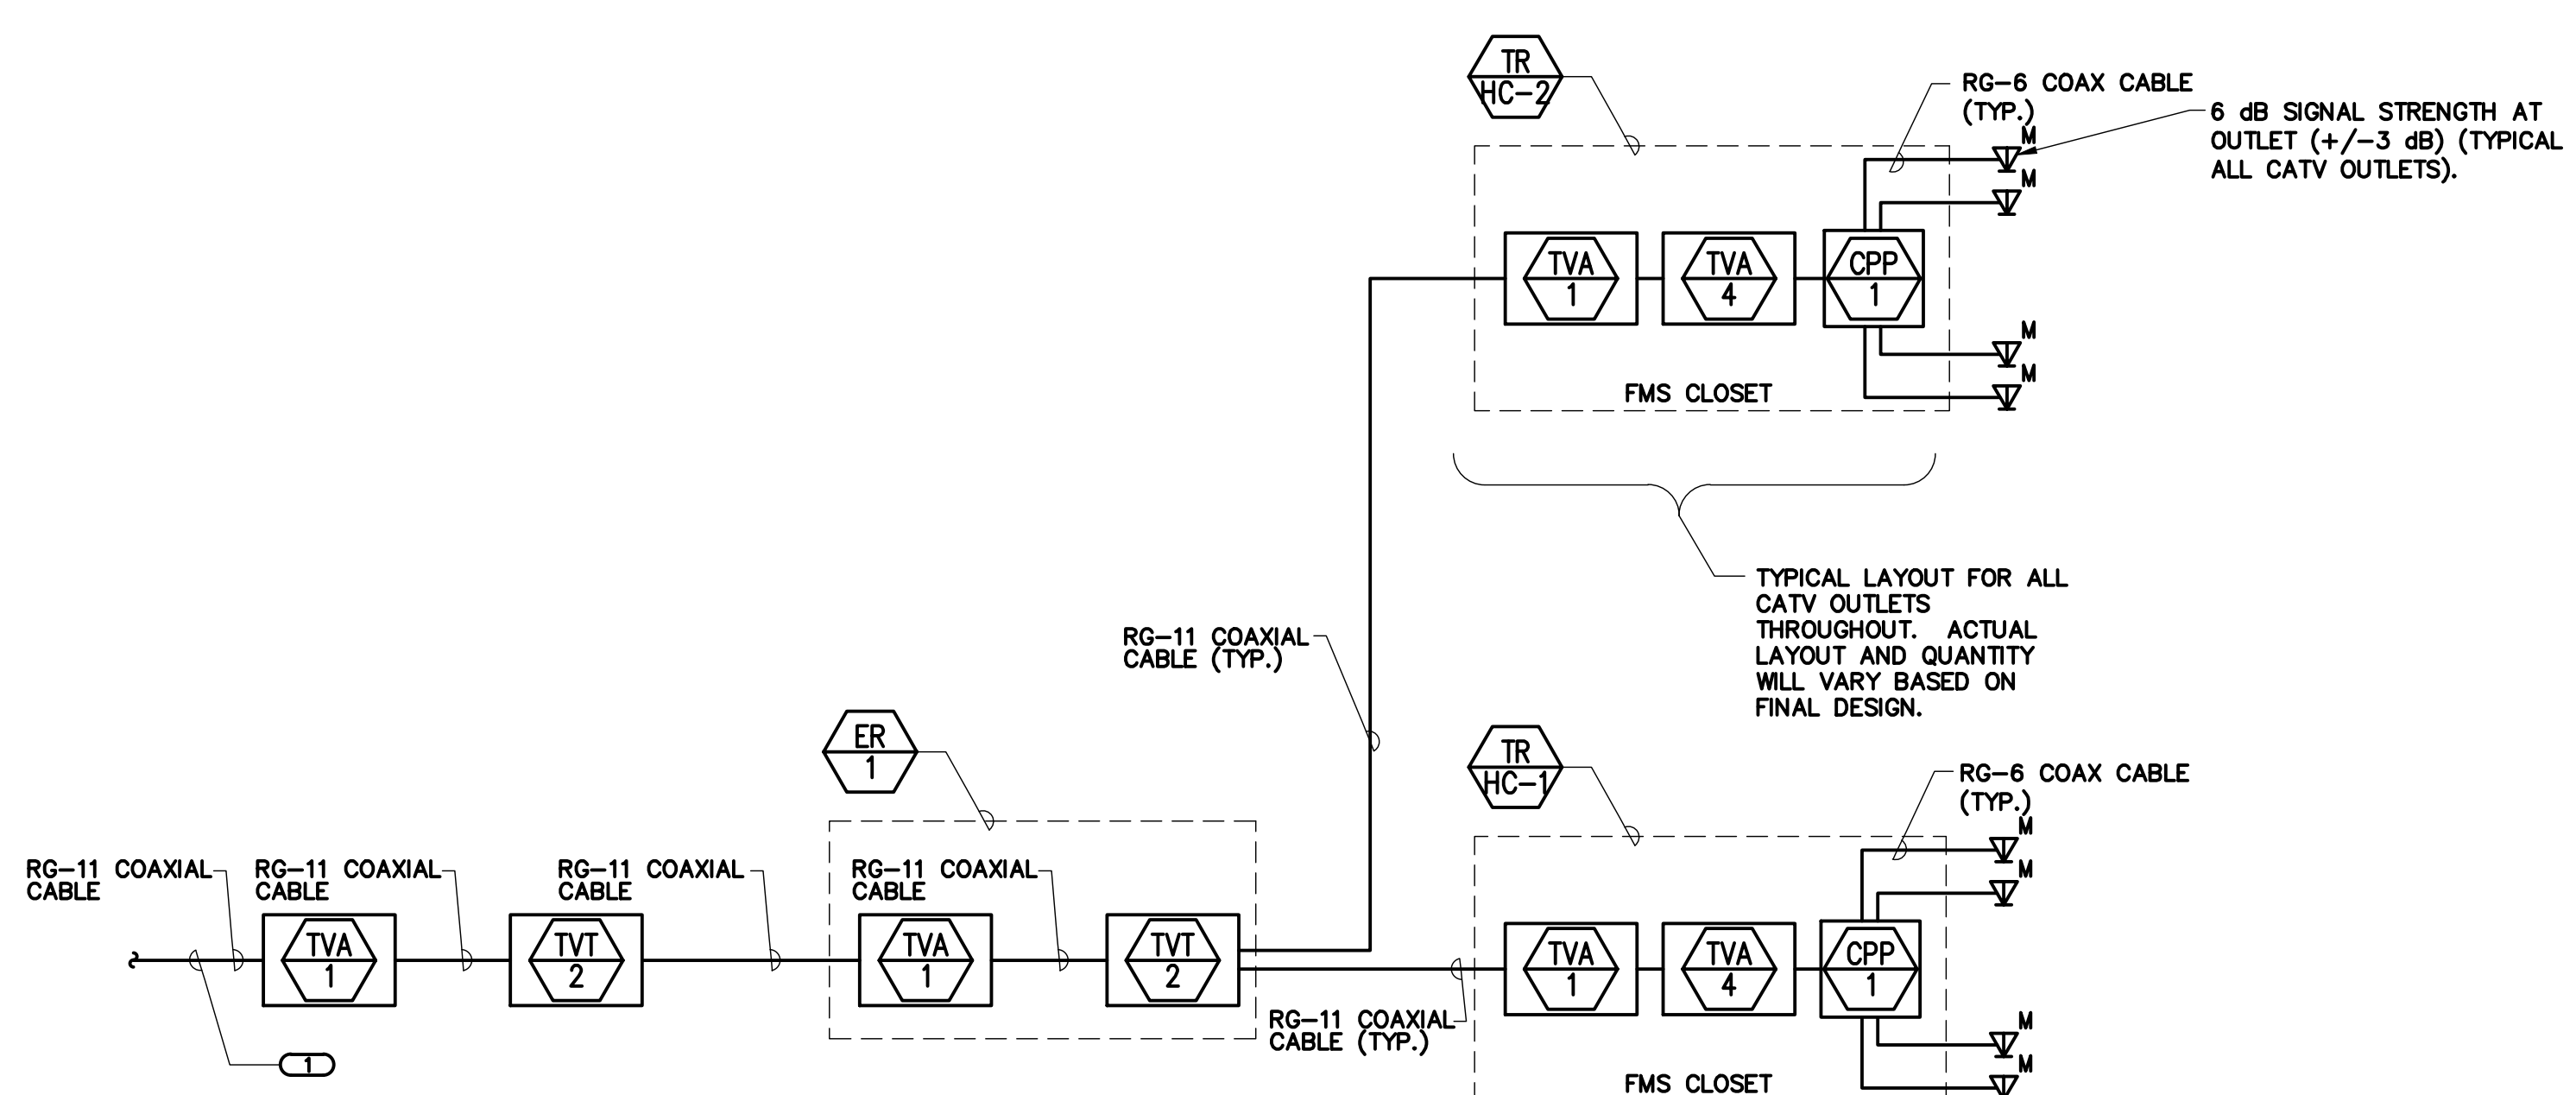 TR
HC-2
RG-6 COAX CABLE
(TYP.)
6 dB SIGNAL STRENGTH AT
OUTLET (+/-3 dB) (TYPICAL
ALL CATV OUTLETS).
M
M
TVA
1
TVA
4
CPP
1
M
M
FMS CLOSET
TYPICAL LAYOUT FOR ALL
CATV OUTLETS
THROUGHOUT.  ACTUAL
LAYOUT AND QUANTITY
WILL VARY BASED ON
FINAL DESIGN.
RG-11 COAXIAL
CABLE (TYP.)
ER
1
TR
HC-1
RG-6 COAX CABLE
(TYP.)
M
M
RG-11 COAXIAL
CABLE
RG-11 COAXIAL
CABLE
RG-11 COAXIAL
CABLE
RG-11 COAXIAL
CABLE
TVA
1
TVT
2
TVA
1
TVT
2
TVA
1
TVA
4
CPP
1
RG-11 COAXIAL
CABLE (TYP.)
M
M
1
FMS CLOSET